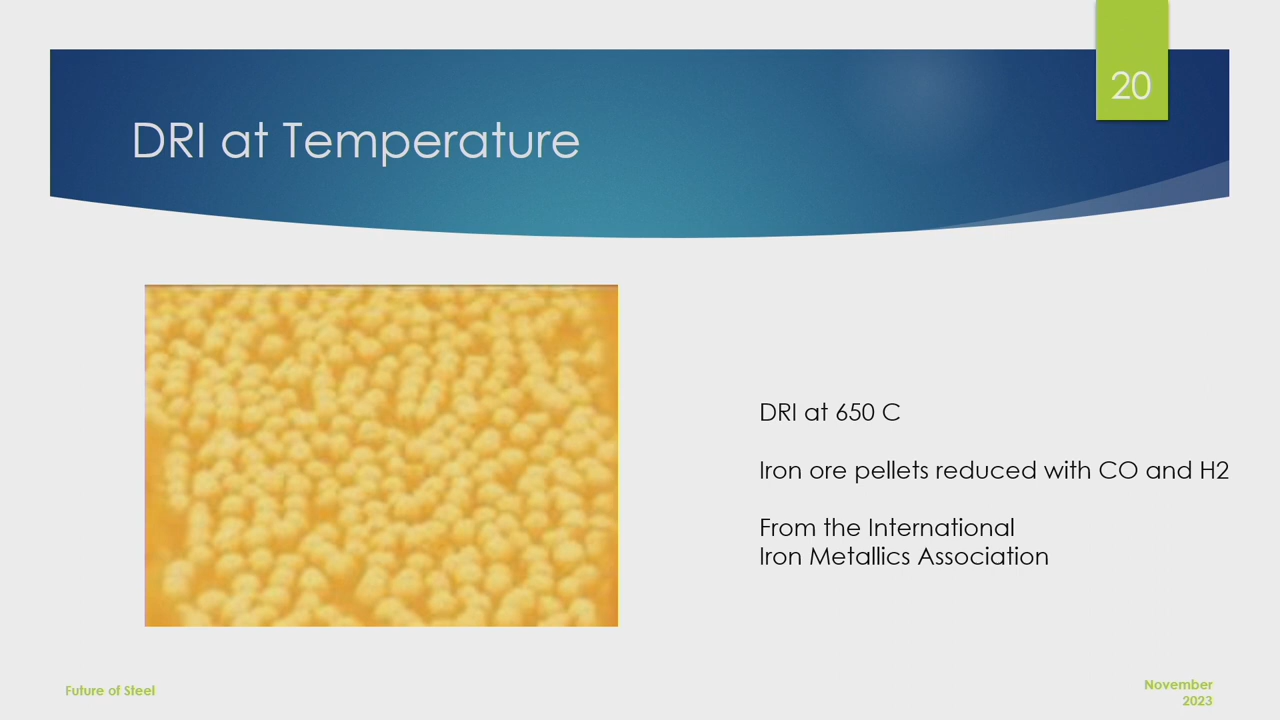 20
DRI at Temperature
DRI at 650 C
Iron ore pellets reduced with CO and H2
From the International
Iron Metallics Association
Future of Steel
November
2023